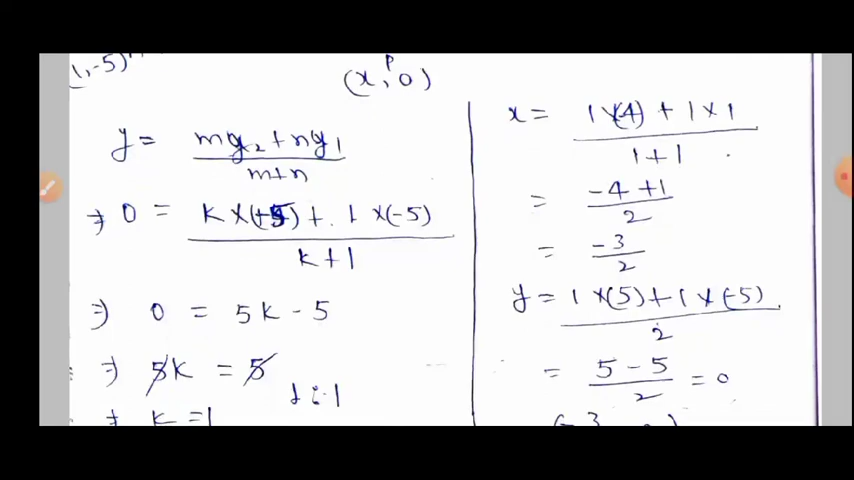 (1,-5)
P
(x, 0)
y = my₂ + ny₁ / m+n
⇒ 0 = k×(+5) + 1×(-5) / k+1
⇒ 0 = 5k - 5
⇒ 5k = 5
k = 1
1:1
x = 1×(-4) + 1×1 / 1+1
= -4+1 / 2
= -3 / 2
y = 1×(5) + 1×(-5) / 2
= 5-5 / 2 = 0